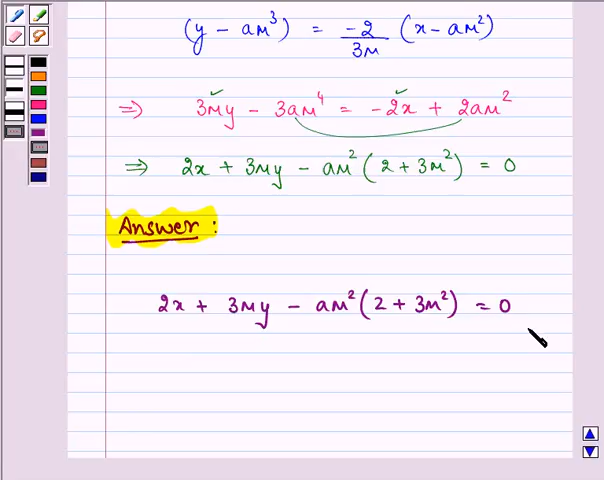 (y - am³) = -2/3m (x - am²)
⇒ 3my - 3am⁴ = -2x + 2am²
⇒ 2x + 3my - am² (2 + 3m²) = 0
Answer :
2x + 3my - am² (2 + 3m²) = 0